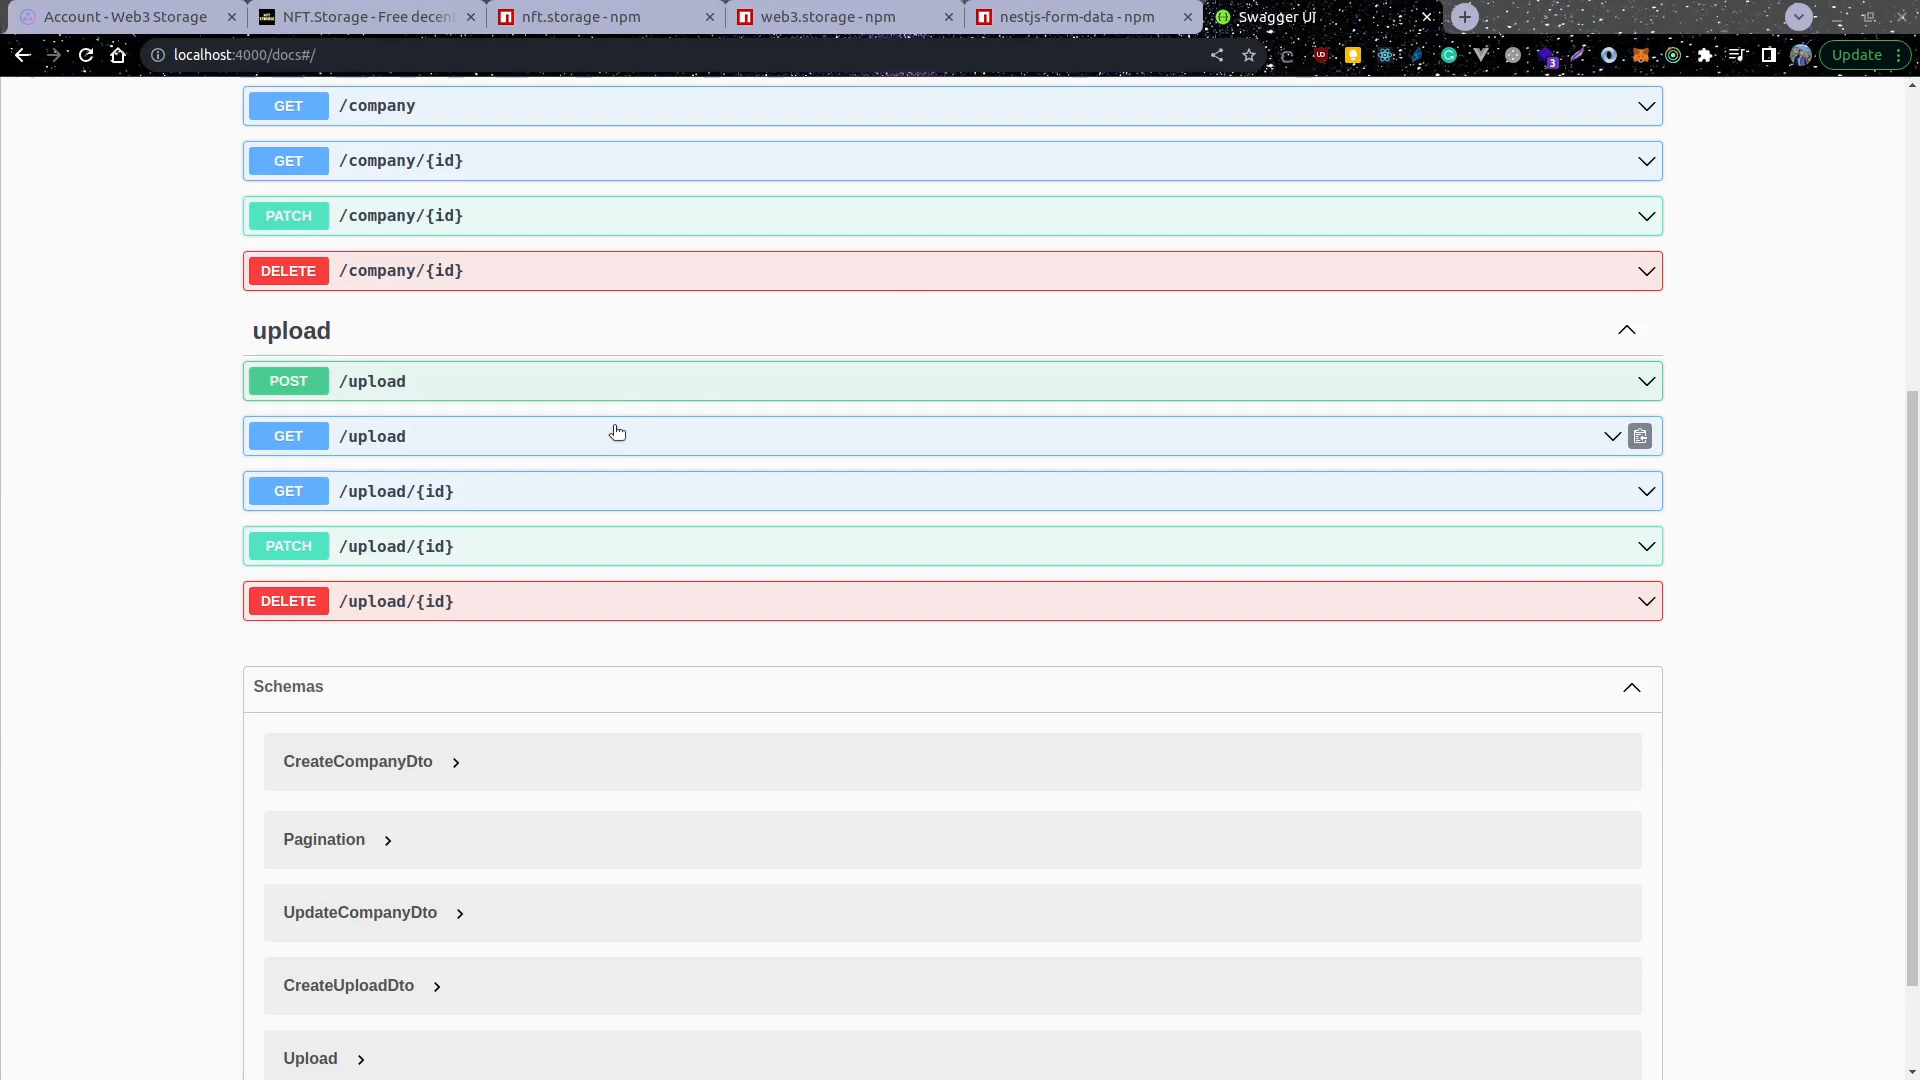 Account - Web3 Storage
NFT.Storage - Free decent
nft.storage - npm
web3.storage - npm
nestjs-form-data - npm
Swagger UI
localhost:4000/docs#/
3
Update
GET /company
GET /company/{id}
PATCH /company/{id}
DELETE /company/{id}
upload
POST /upload
GET /upload
GET /upload/{id}
PATCH /upload/{id}
DELETE /upload/{id}
Schemas
CreateCompanyDto
Pagination
UpdateCompanyDto
CreateUploadDto
Upload